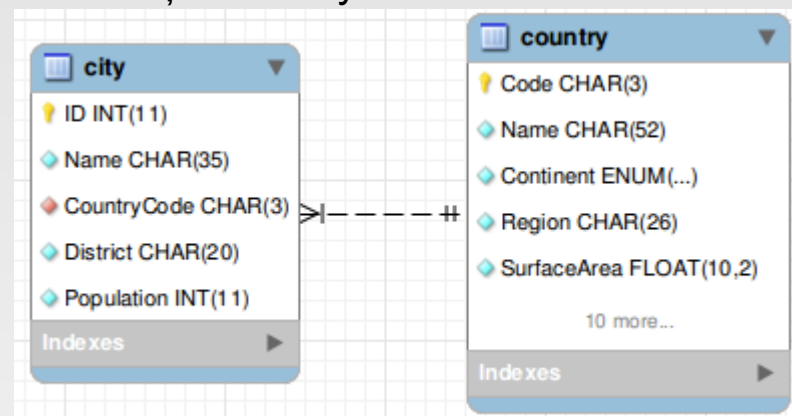 city
ID INT(11)
Name CHAR(35)
CountryCode CHAR(3)
District CHAR(20)
Population INT(11)
Indexes
country
Code CHAR(3)
Name CHAR(52)
Continent ENUM(...)
Region CHAR(26)
SurfaceArea FLOAT(10,2)
10 more...
Indexes